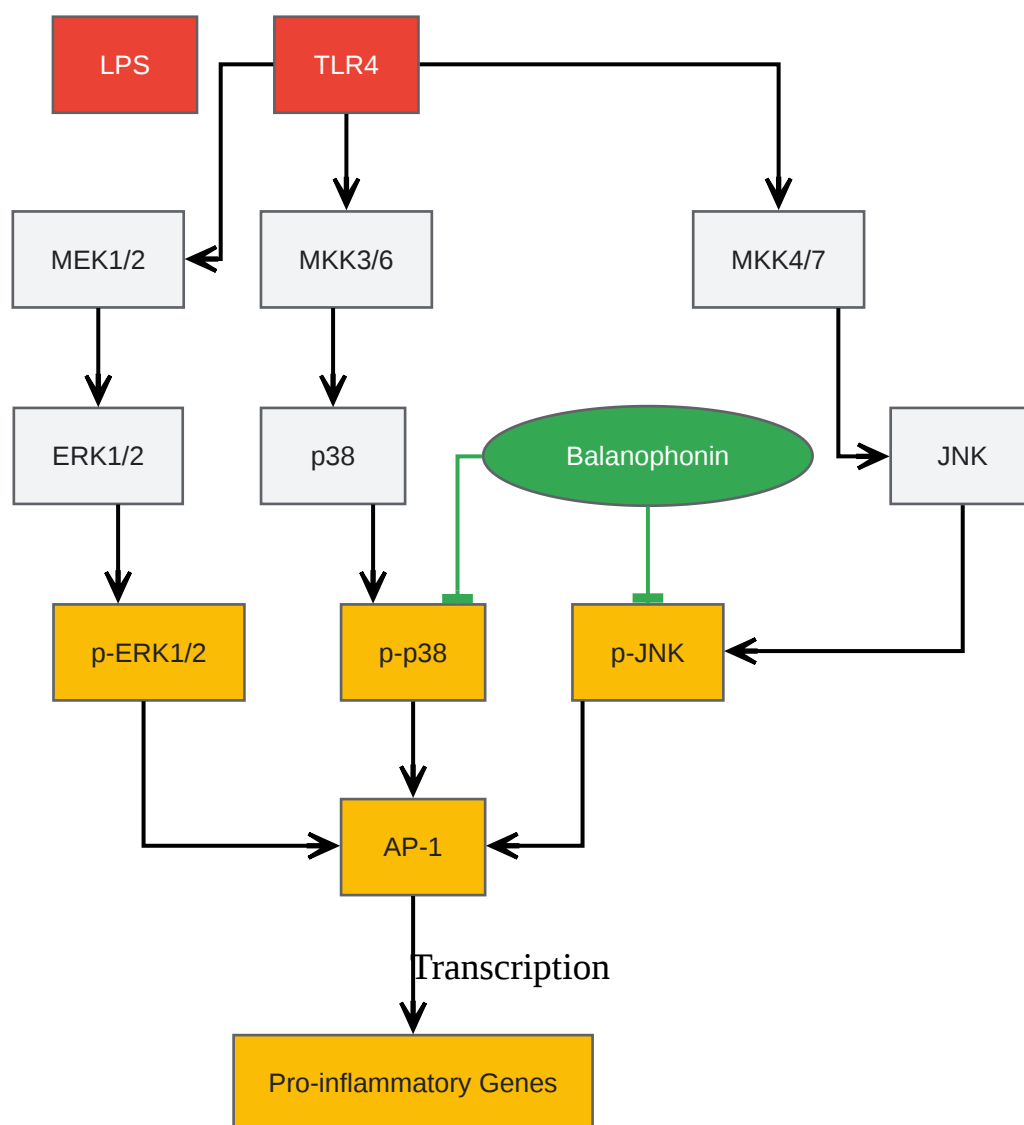 LPS
TLR4
MEK1/2
MKK3/6
MKK4/7
ERK1/2
p38
Balanophonin
JNK
p-ERK1/2
p-p38
p-JNK
AP-1
Transcription
Pro-inflammatory Genes